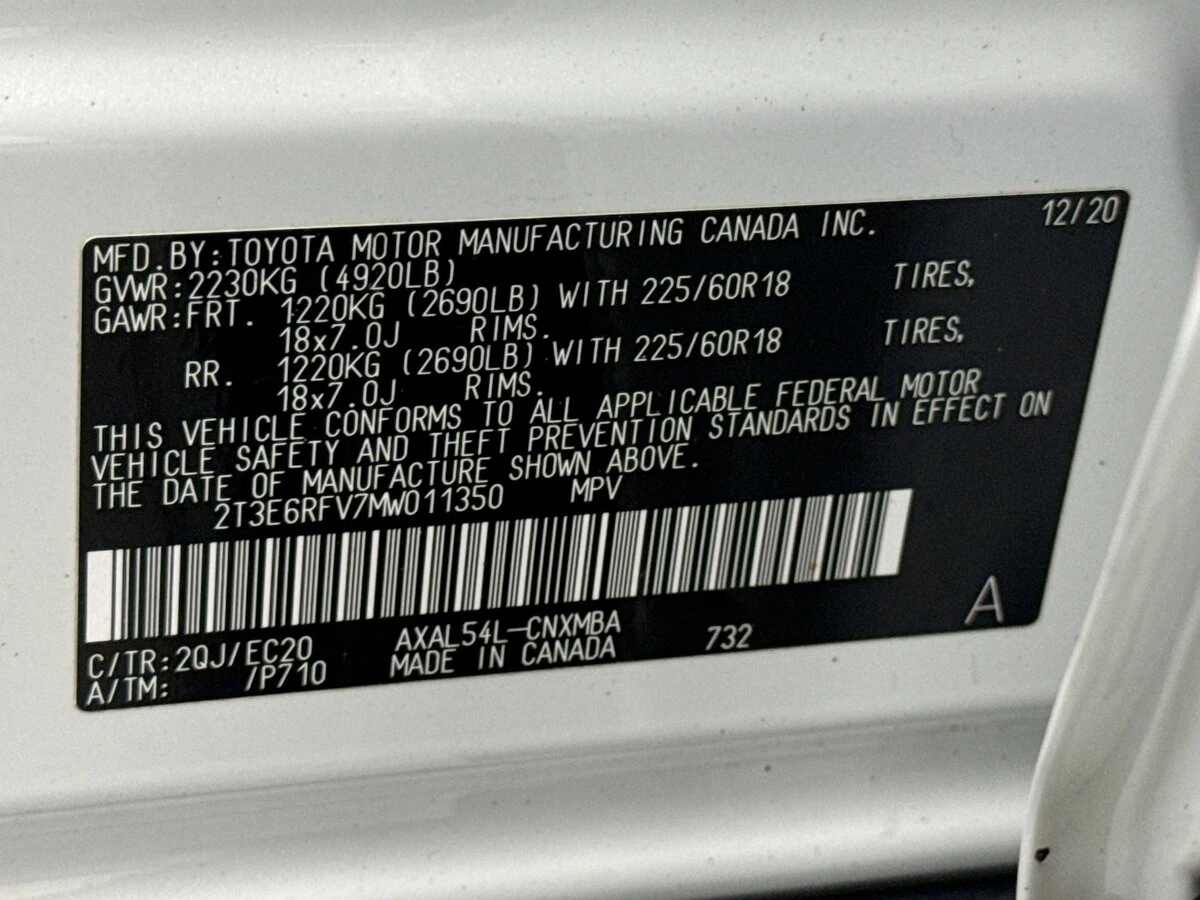 MFD.BY:TOYOTA MOTOR MANUFACTURING CANADA INC. 12/20
GVWR:2230KG (4920LB)
GAWR:FRT. 1220KG (2690LB) WITH 225/60R18 TIRES,
18x7.0J RIMS.
RR. 1220KG (2690LB) WITH 225/60R18 TIRES,
18x7.0J RIMS.
THIS VEHICLE CONFORMS TO ALL APPLICABLE FEDERAL MOTOR
VEHICLE SAFETY AND THEFT PREVENTION STANDARDS IN EFFECT ON
THE DATE OF MANUFACTURE SHOWN ABOVE.
2T3E6RFV7MW011350 MPV
C/TR:2QJ/EC20 AXAL54L-CNXMBA 732 A
A/TM: /P710 MADE IN CANADA